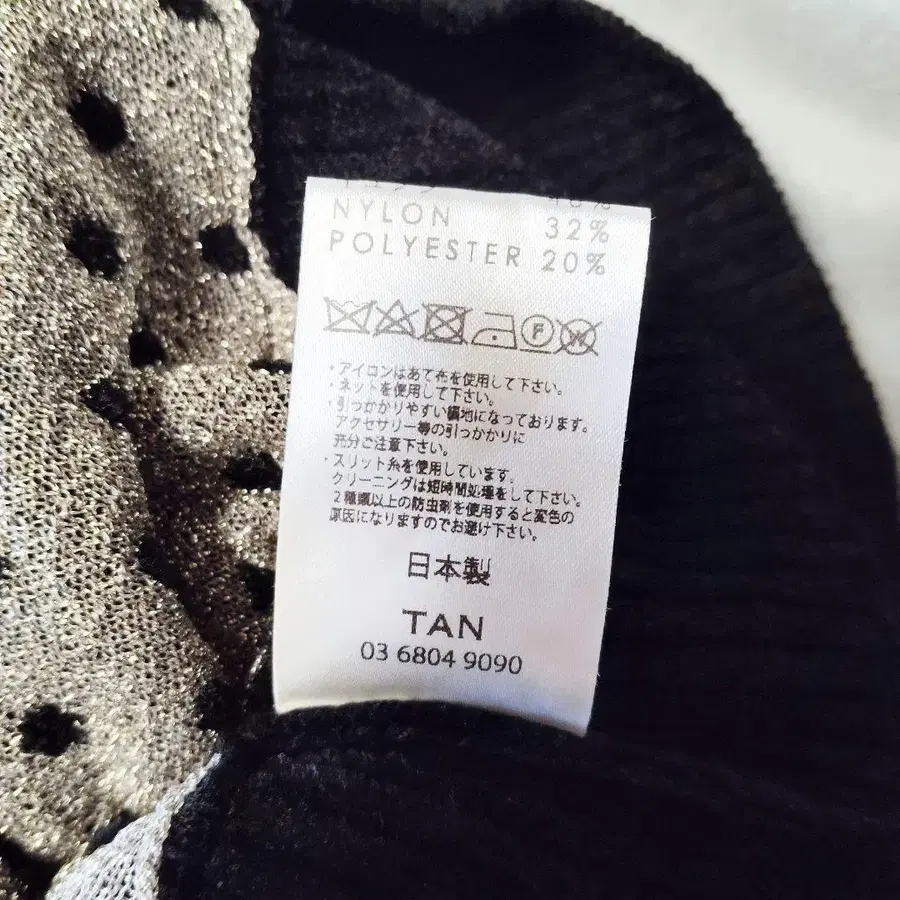 NYLON 32%
POLYESTER 20%
・アイロンはあて布を使用して下さい。
・ネットを使用して下さい。
・引っかかりやすい編地になっております。
アクセサリー等の引っかかりに
充分ご注意下さい。
・スリット糸を使用しています。
クリーニングは短時間処理をして下さい。
2種類以上の防虫剤を使用すると変色の
原因になりますのでお避け下さい。
日本製
TAN
03 6804 9090